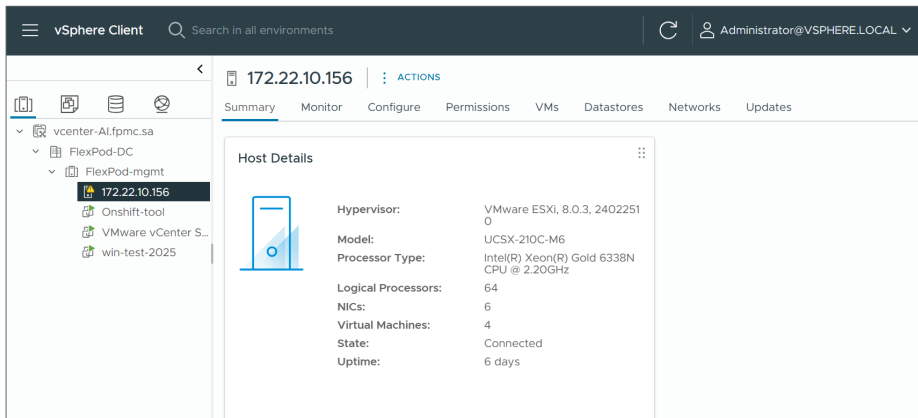 vSphere Client
Search in all environments
Administrator@VSPHERE.LOCAL
172.22.10.156
ACTIONS
Summary Monitor Configure Permissions VMs Datastores Networks Updates
vcenter-AI.fpmc.sa
FlexPod-DC
FlexPod-mgmt
172.22.10.156
Onshift-tool
VMware vCenter S...
win-test-2025
Host Details
Hypervisor: VMware ESXi, 8.0.3, 2402251
0
Model: UCSX-210C-M6
Processor Type: Intel(R) Xeon(R) Gold 6338N
CPU @ 2.20GHz
Logical Processors: 64
NICs: 6
Virtual Machines: 4
State: Connected
Uptime: 6 days